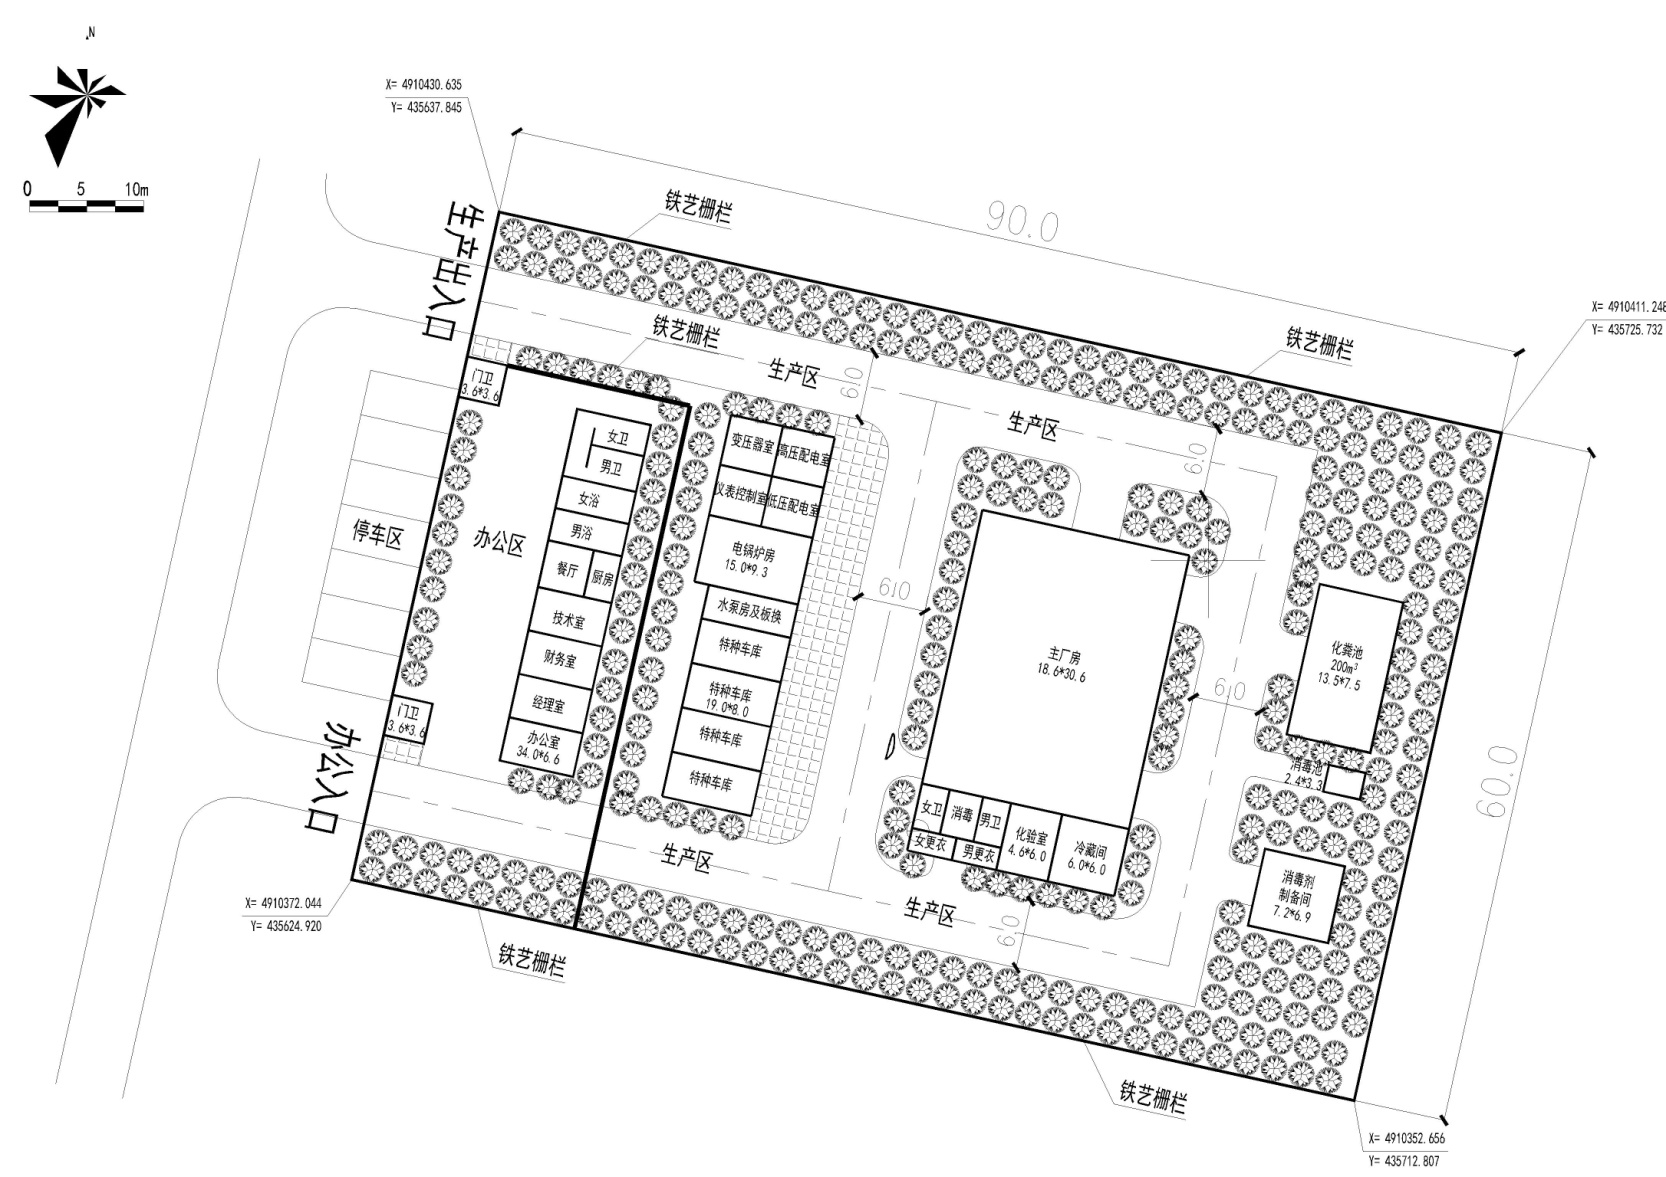 N
0 5 10m
X= 4910430.635
Y= 435637.845
铁艺栅栏
90.0
X= 4910411.248
Y= 435725.732
生产出入口
铁艺栅栏
铁艺栅栏
生产区
6.0
生产区
6.0
门卫
3.6*3.6
女卫
男卫
女浴
男浴
餐厅
厨房
技术室
财务室
经理室
办公室
34.0*6.6
办公区
停车区
变压器室
高压配电室
仪表控制室
低压配电室
电锅炉房
15.0*9.3
水泵房及板换
特种车库
特种车库
19.0*8.0
特种车库
特种车库
6.0
主厂房
18.6*30.6
6.0
化粪池
200m³
13.5*7.5
消毒池
2.4*3.3
60.0
门卫
3.6*3.6
办公入口
女卫
消毒
男卫
女更衣
男更衣
化验室
4.6*6.0
冷藏间
6.0*6.0
消毒剂
制备间
7.2*6.9
生产区
生产区
6.0
X= 4910372.044
Y= 435624.920
铁艺栅栏
铁艺栅栏
X= 4910352.656
Y= 435712.807